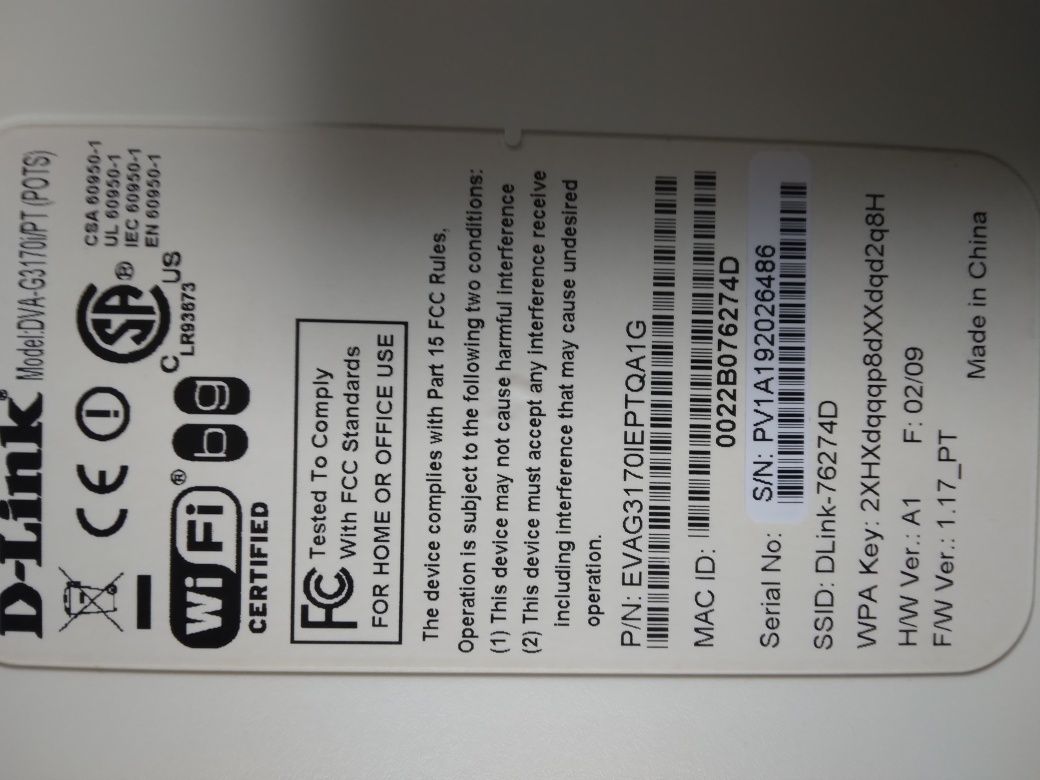 D-Link®
Model:DVA-G3170i/PT (POTS)
CSA 60950-1
UL 60950-1
IEC 60950-1
EN 60950-1
C US
LR93673
WiFi® b g
CERTIFIED
FC Tested To Comply
With FCC Standards
FOR HOME OR OFFICE USE
The device complies with Part 15 FCC Rules,
Operation is subject to the following two conditions:
(1) This device may not cause harmful interference
(2) This device must accept any interference receive
including interference that may cause undesired
operation.
P/N: EVAG3170IEPTQA1G
MAC ID:
0022B076274D
Serial No: S/N: PV1A192026486
SSID: DLink-76274D
WPA Key: 2XHXdqqqp8dXXdqd2q8H
H/W Ver.: A1 F: 02/09
F/W Ver.: 1.17_PT
Made in China